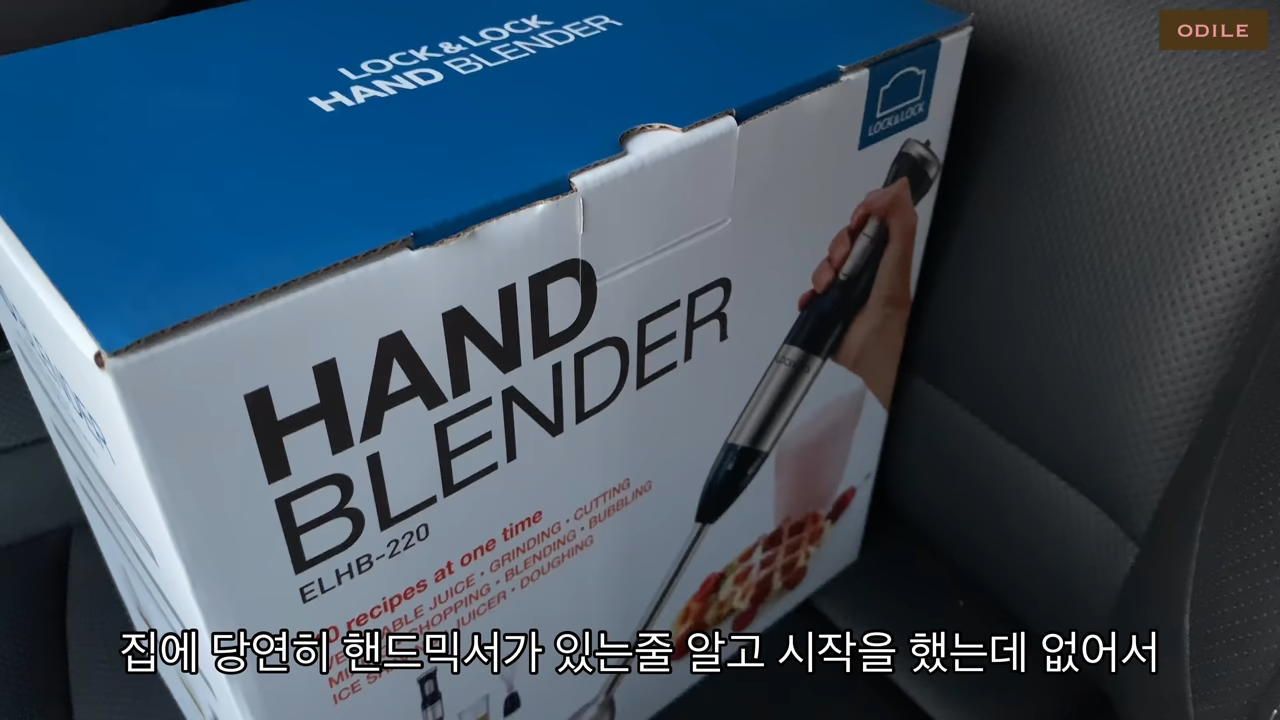 ODILE
LOCK&LOCK
HAND BLENDER
LOCK&LOCK
HAND
BLENDER
ELHB-220
recipes at one time
JUICE • GRINDING • CUTTING
CHOPPING • BLENDING • BUBBLING
ICE JUICER • DOUGHING
집에 당연히 핸드믹서가 있는줄 알고 시작을 했는데 없어서